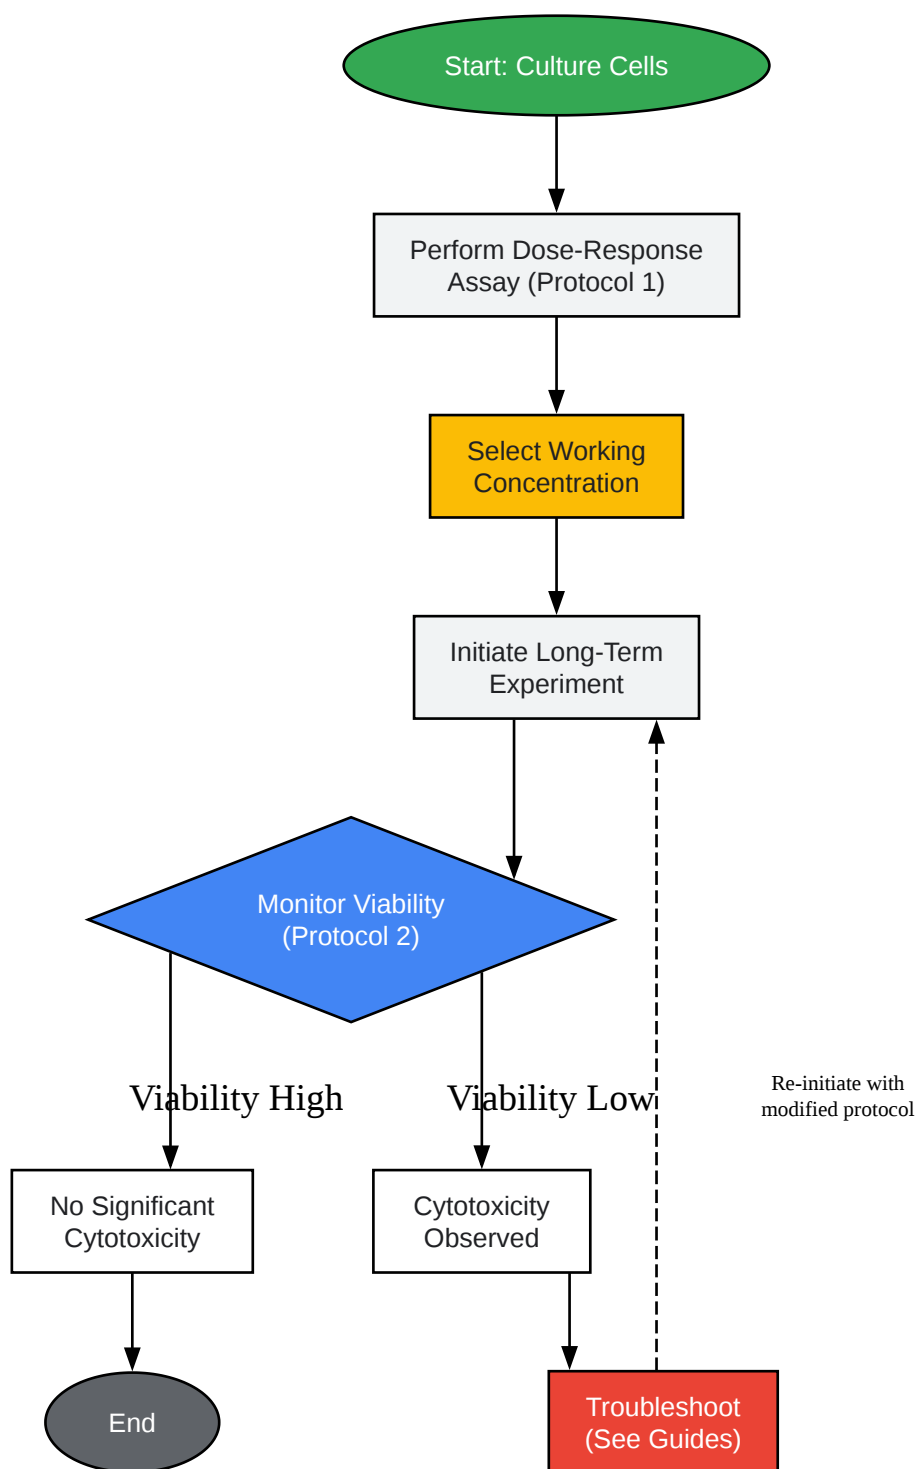 Start: Culture Cells
Perform Dose-Response
Assay (Protocol 1)
Select Working
Concentration
Initiate Long-Term
Experiment
Monitor Viability
(Protocol 2)
Viability High
Viability Low
Re-initiate with
modified protocol
No Significant
Cytotoxicity
Cytotoxicity
Observed
End
Troubleshoot
(See Guides)